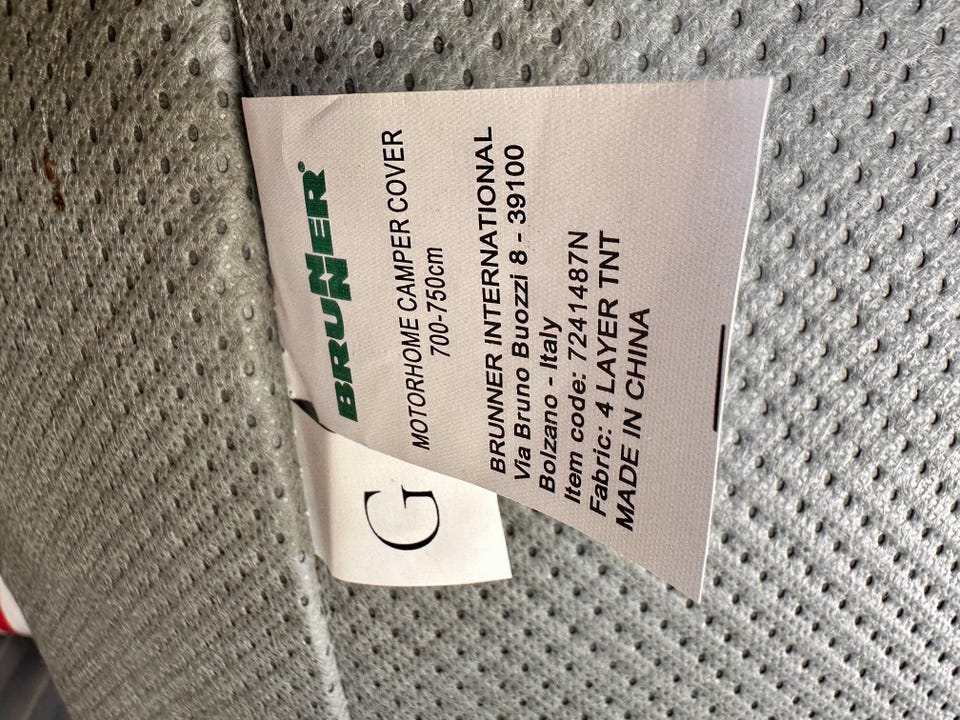 BRUNNER®
MOTORHOME CAMPER COVER
700-750cm
BRUNNER INTERNATIONAL
Via Bruno Buozzi 8 - 39100
Bolzano - Italy
Item code: 7241487N
Fabric: 4 LAYER TNT
MADE IN CHINA
G